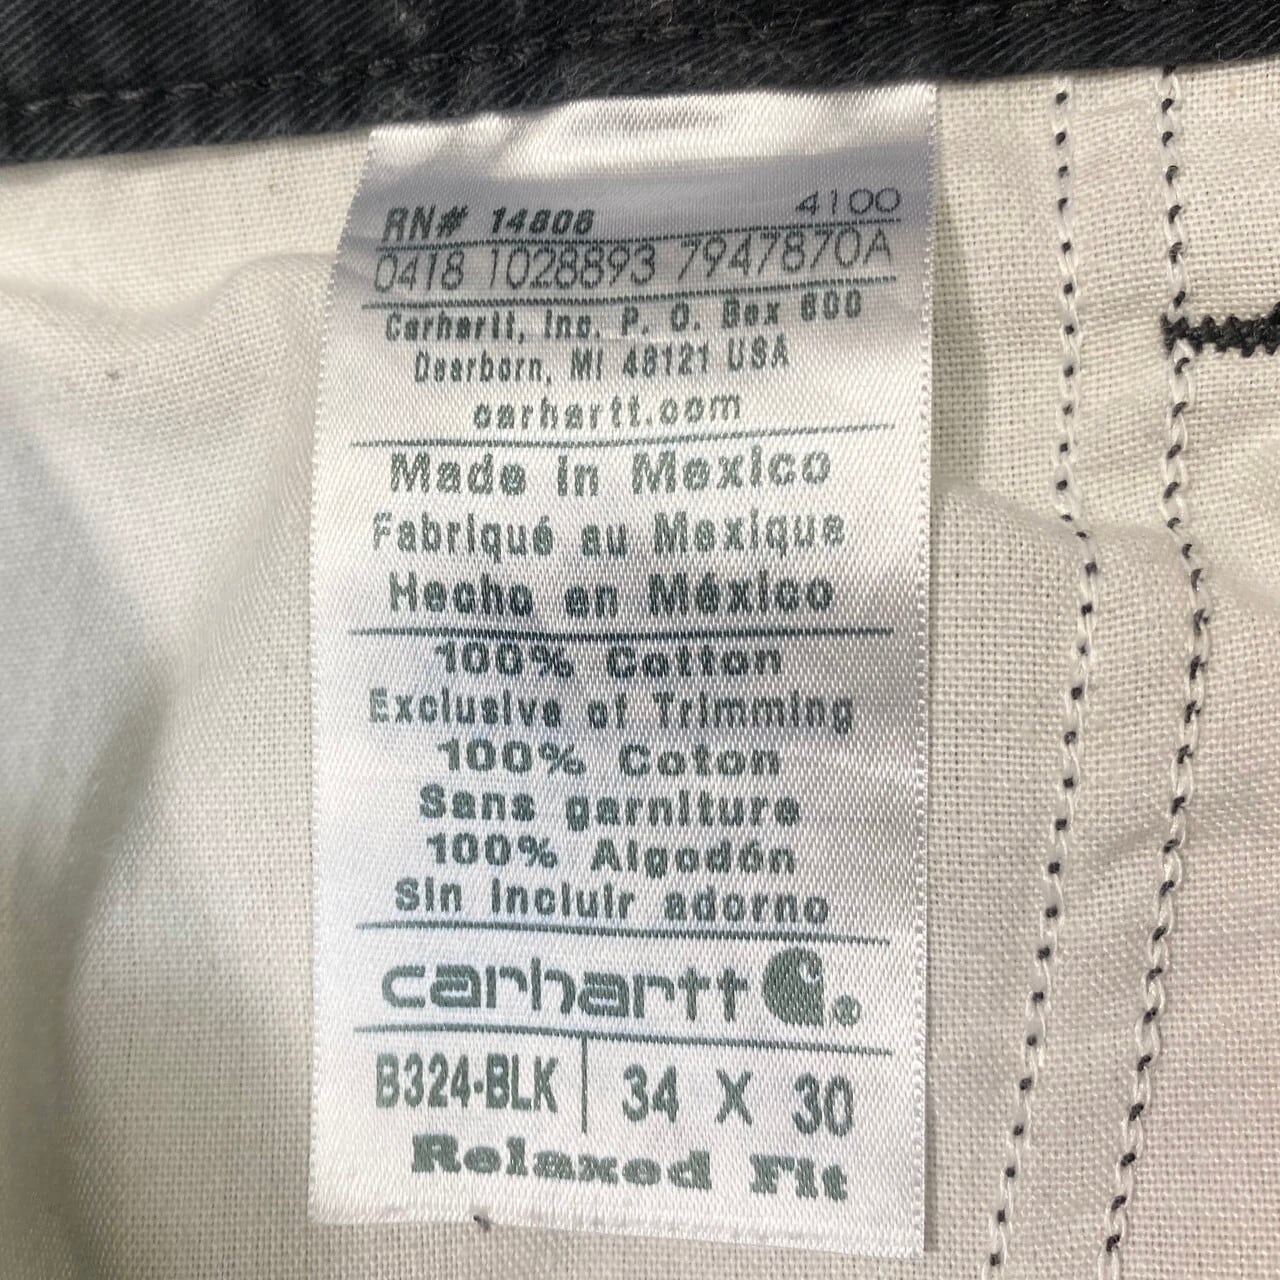 RN# 14806 4100
0418 1028893 7947870A
Carhartt, Inc. P. O. Box 600
Dearborn, MI 48121 USA
carhartt.com
Made in Mexico
Fabriqué au Mexique
Hecho en México
100% Cotton
Exclusive of Trimming
100% Coton
Sans garniture
100% Algodón
Sin incluir adorno
carhartt ®
B324-BLK 34 X 30
Relaxed Fit